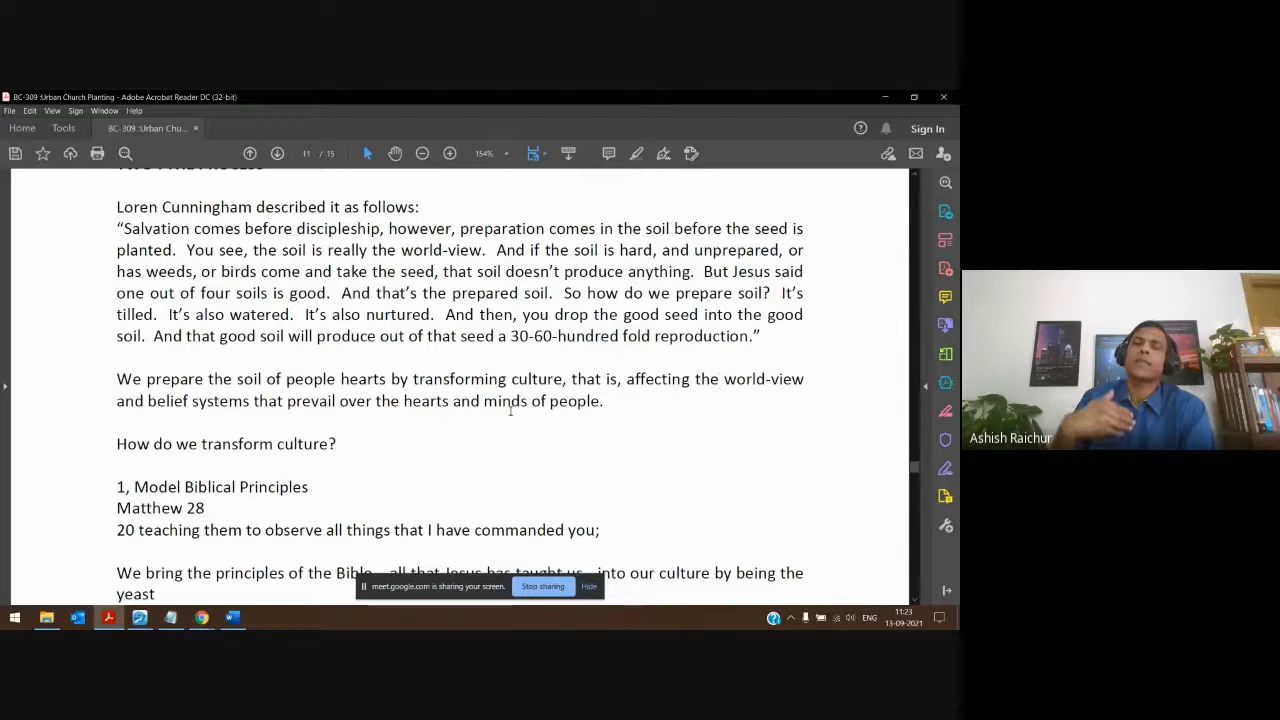 BC-309 :Urban Church Planting - Adobe Acrobat Reader DC (32-bit)
File Edit View Sign Window Help
Home Tools BC-309 :Urban Chu... × Sign In
11 / 15 154%
Loren Cunningham described it as follows:
“Salvation comes before discipleship, however, preparation comes in the soil before the seed is
planted. You see, the soil is really the world-view. And if the soil is hard, and unprepared, or
has weeds, or birds come and take the seed, that soil doesn’t produce anything. But Jesus said
one out of four soils is good. And that’s the prepared soil. So how do we prepare soil? It’s
tilled. It’s also watered. It’s also nurtured. And then, you drop the good seed into the good
soil. And that good soil will produce out of that seed a 30-60-hundred fold reproduction.”
We prepare the soil of people hearts by transforming culture, that is, affecting the world-view
and belief systems that prevail over the hearts and minds of people.
How do we transform culture?
1, Model Biblical Principles
Matthew 28
20 teaching them to observe all things that I have commanded you;
We bring the principles of the Bible all that Jesus has taught us into our culture by being the
yeast
meet.google.com is sharing your screen. Stop sharing Hide
ENG
11:23
13-09-2021
Ashish Raichur